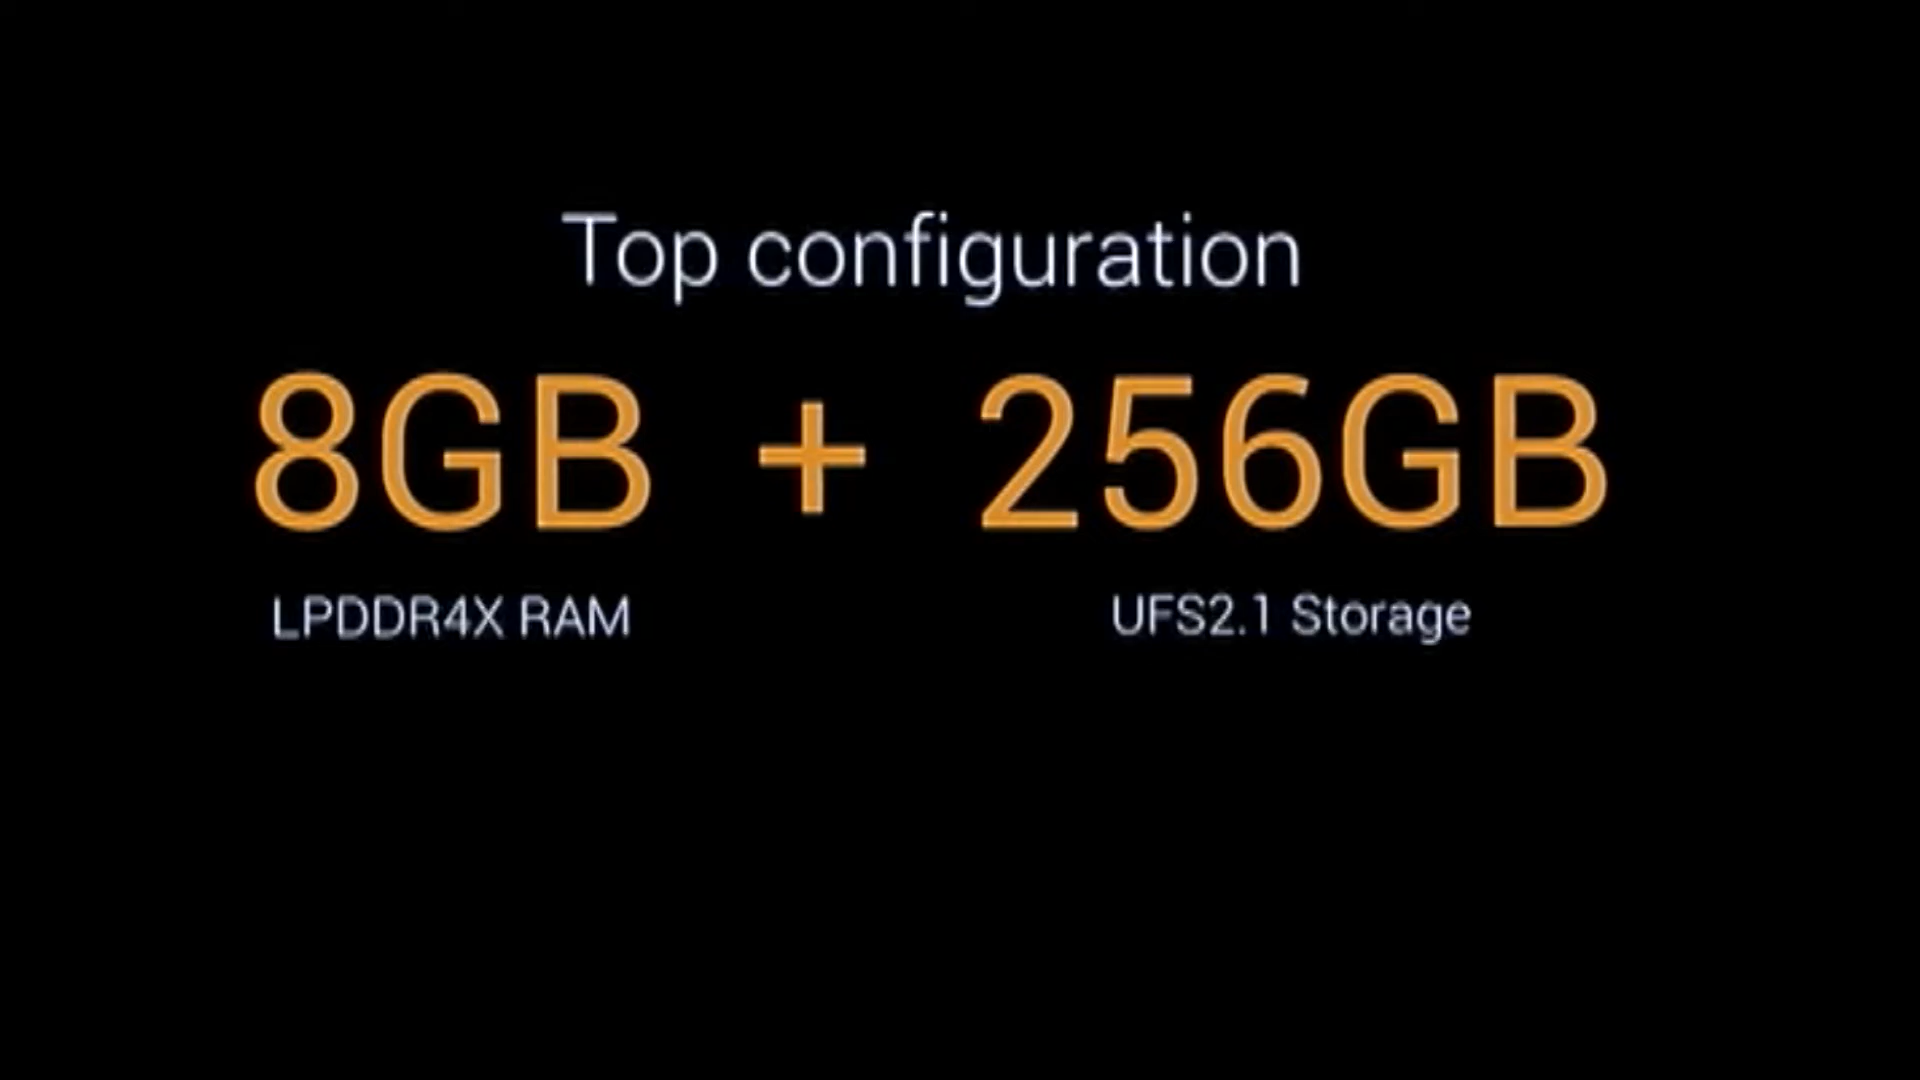 Top configuration
8GB + 256GB
LPDDR4X RAM UFS2.1 Storage